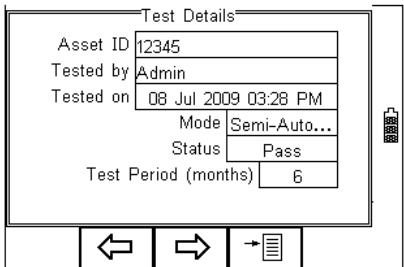 Test Details
Asset ID 12345
Tested by Admin
Tested on 08 Jul 2009 03:28 PM
Mode Semi-Auto...
Status Pass
Test Period (months) 6